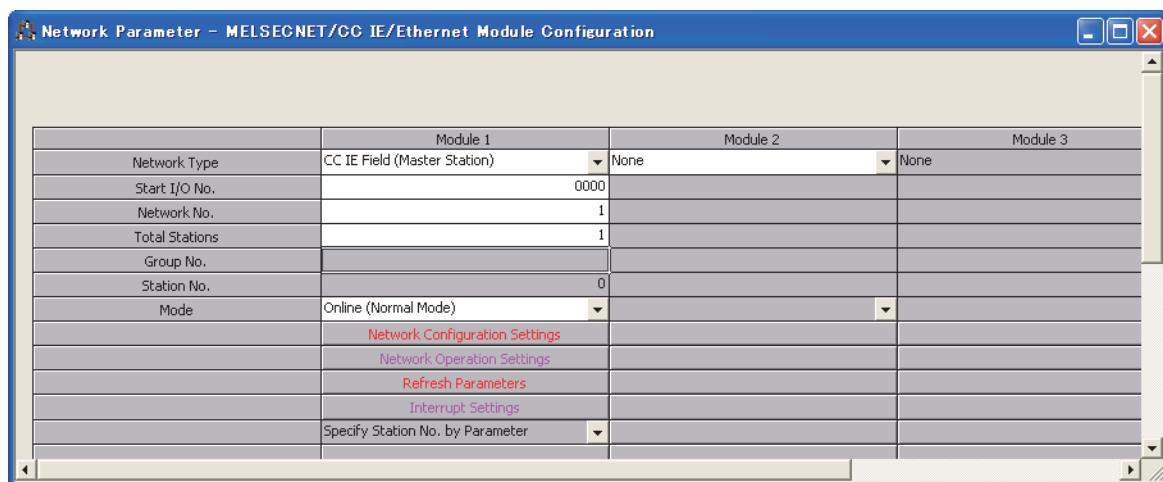 Network Parameter - MELSECNET/CC IE/Ethernet Module Configuration
Module 1 Module 2 Module 3
Network Type CC IE Field (Master Station) None None
Start I/O No. 0000
Network No. 1
Total Stations 1
Group No.
Station No. 0
Mode Online (Normal Mode)
Network Configuration Settings
Network Operation Settings
Refresh Parameters
Interrupt Settings
Specify Station No. by Parameter